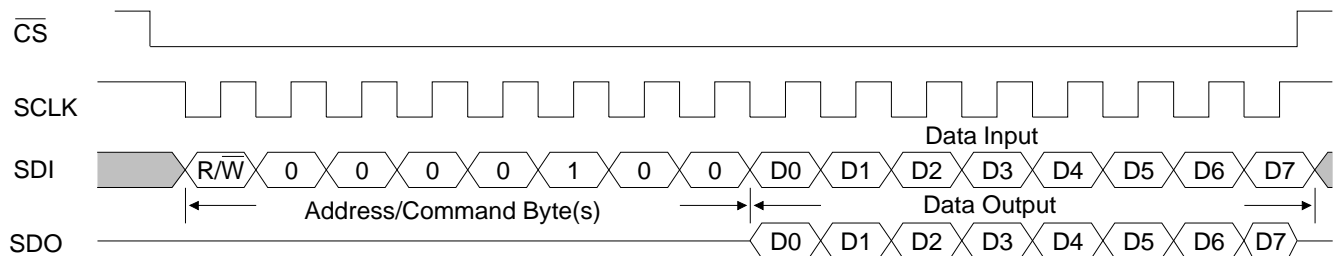 C̅S̅
SCLK
Data Input
SDI R/W̅ 0 0 0 0 1 0 0 D0 D1 D2 D3 D4 D5 D6 D7
Address/Command Byte(s) Data Output
SDO D0 D1 D2 D3 D4 D5 D6 D7